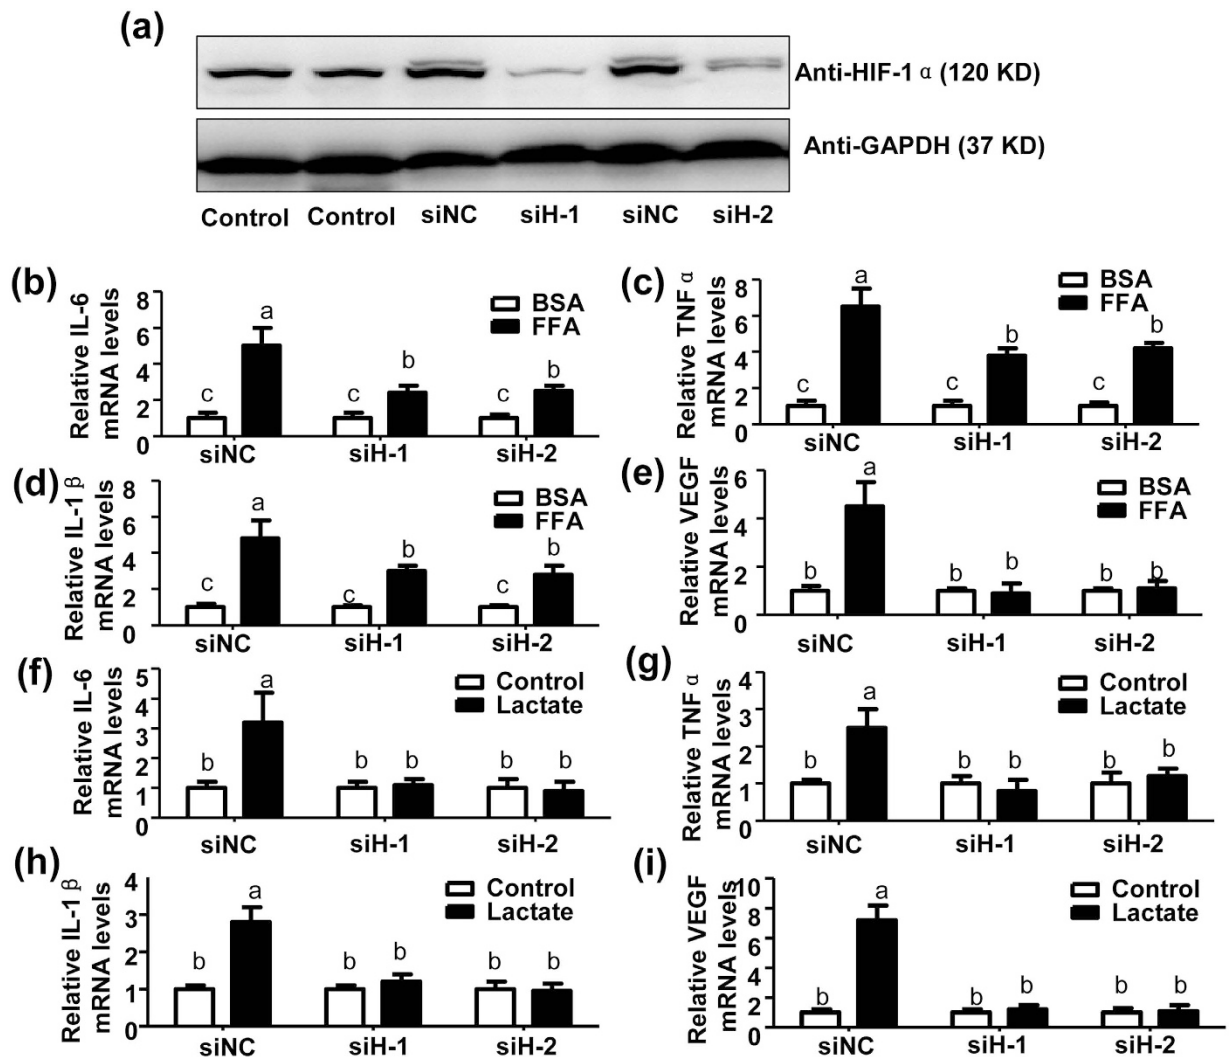 (a)
Anti-HIF-1α (120 KD)
Anti-GAPDH (37 KD)
Control Control siNC siH-1 siNC siH-2
(b)
Relative IL-6
mRNA levels
8
6
4
2
0
BSA
FFA
c a c b c b
siNC siH-1 siH-2
(c)
Relative TNFα
mRNA levels
8
6
4
2
0
BSA
FFA
c a c b c b
siNC siH-1 siH-2
(d)
Relative IL-1β
mRNA levels
8
6
4
2
0
BSA
FFA
c a c b c b
siNC siH-1 siH-2
(e)
Relative VEGF
mRNA levels
6
4
2
0
BSA
FFA
b a b b b b
siNC siH-1 siH-2
(f)
Relative IL-6
mRNA levels
5
4
3
2
1
0
Control
Lactate
b a b b b b
siNC siH-1 siH-2
(g)
Relative TNFα
mRNA levels
4
3
2
1
0
Control
Lactate
b a b b b b
siNC siH-1 siH-2
(h)
Relative IL-1β
mRNA levels
4
3
2
1
0
Control
Lactate
b a b b b b
siNC siH-1 siH-2
(i)
Relative VEGF
mRNA levels
10
8
6
4
2
0
Control
Lactate
b a b b b b
siNC siH-1 siH-2